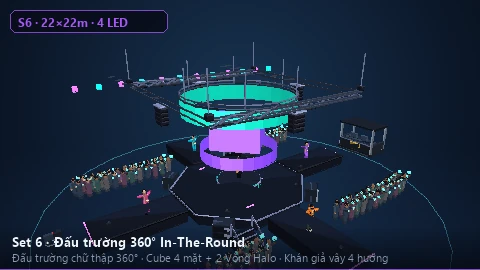 S6 · 22×22m · 4 LED
Set 6 · Đấu trường 360° In-The-Round
Đấu trường chữ thập 360° · Cube 4 mặt + 2 Vòng Halo · Khán giả vây 4 hướng